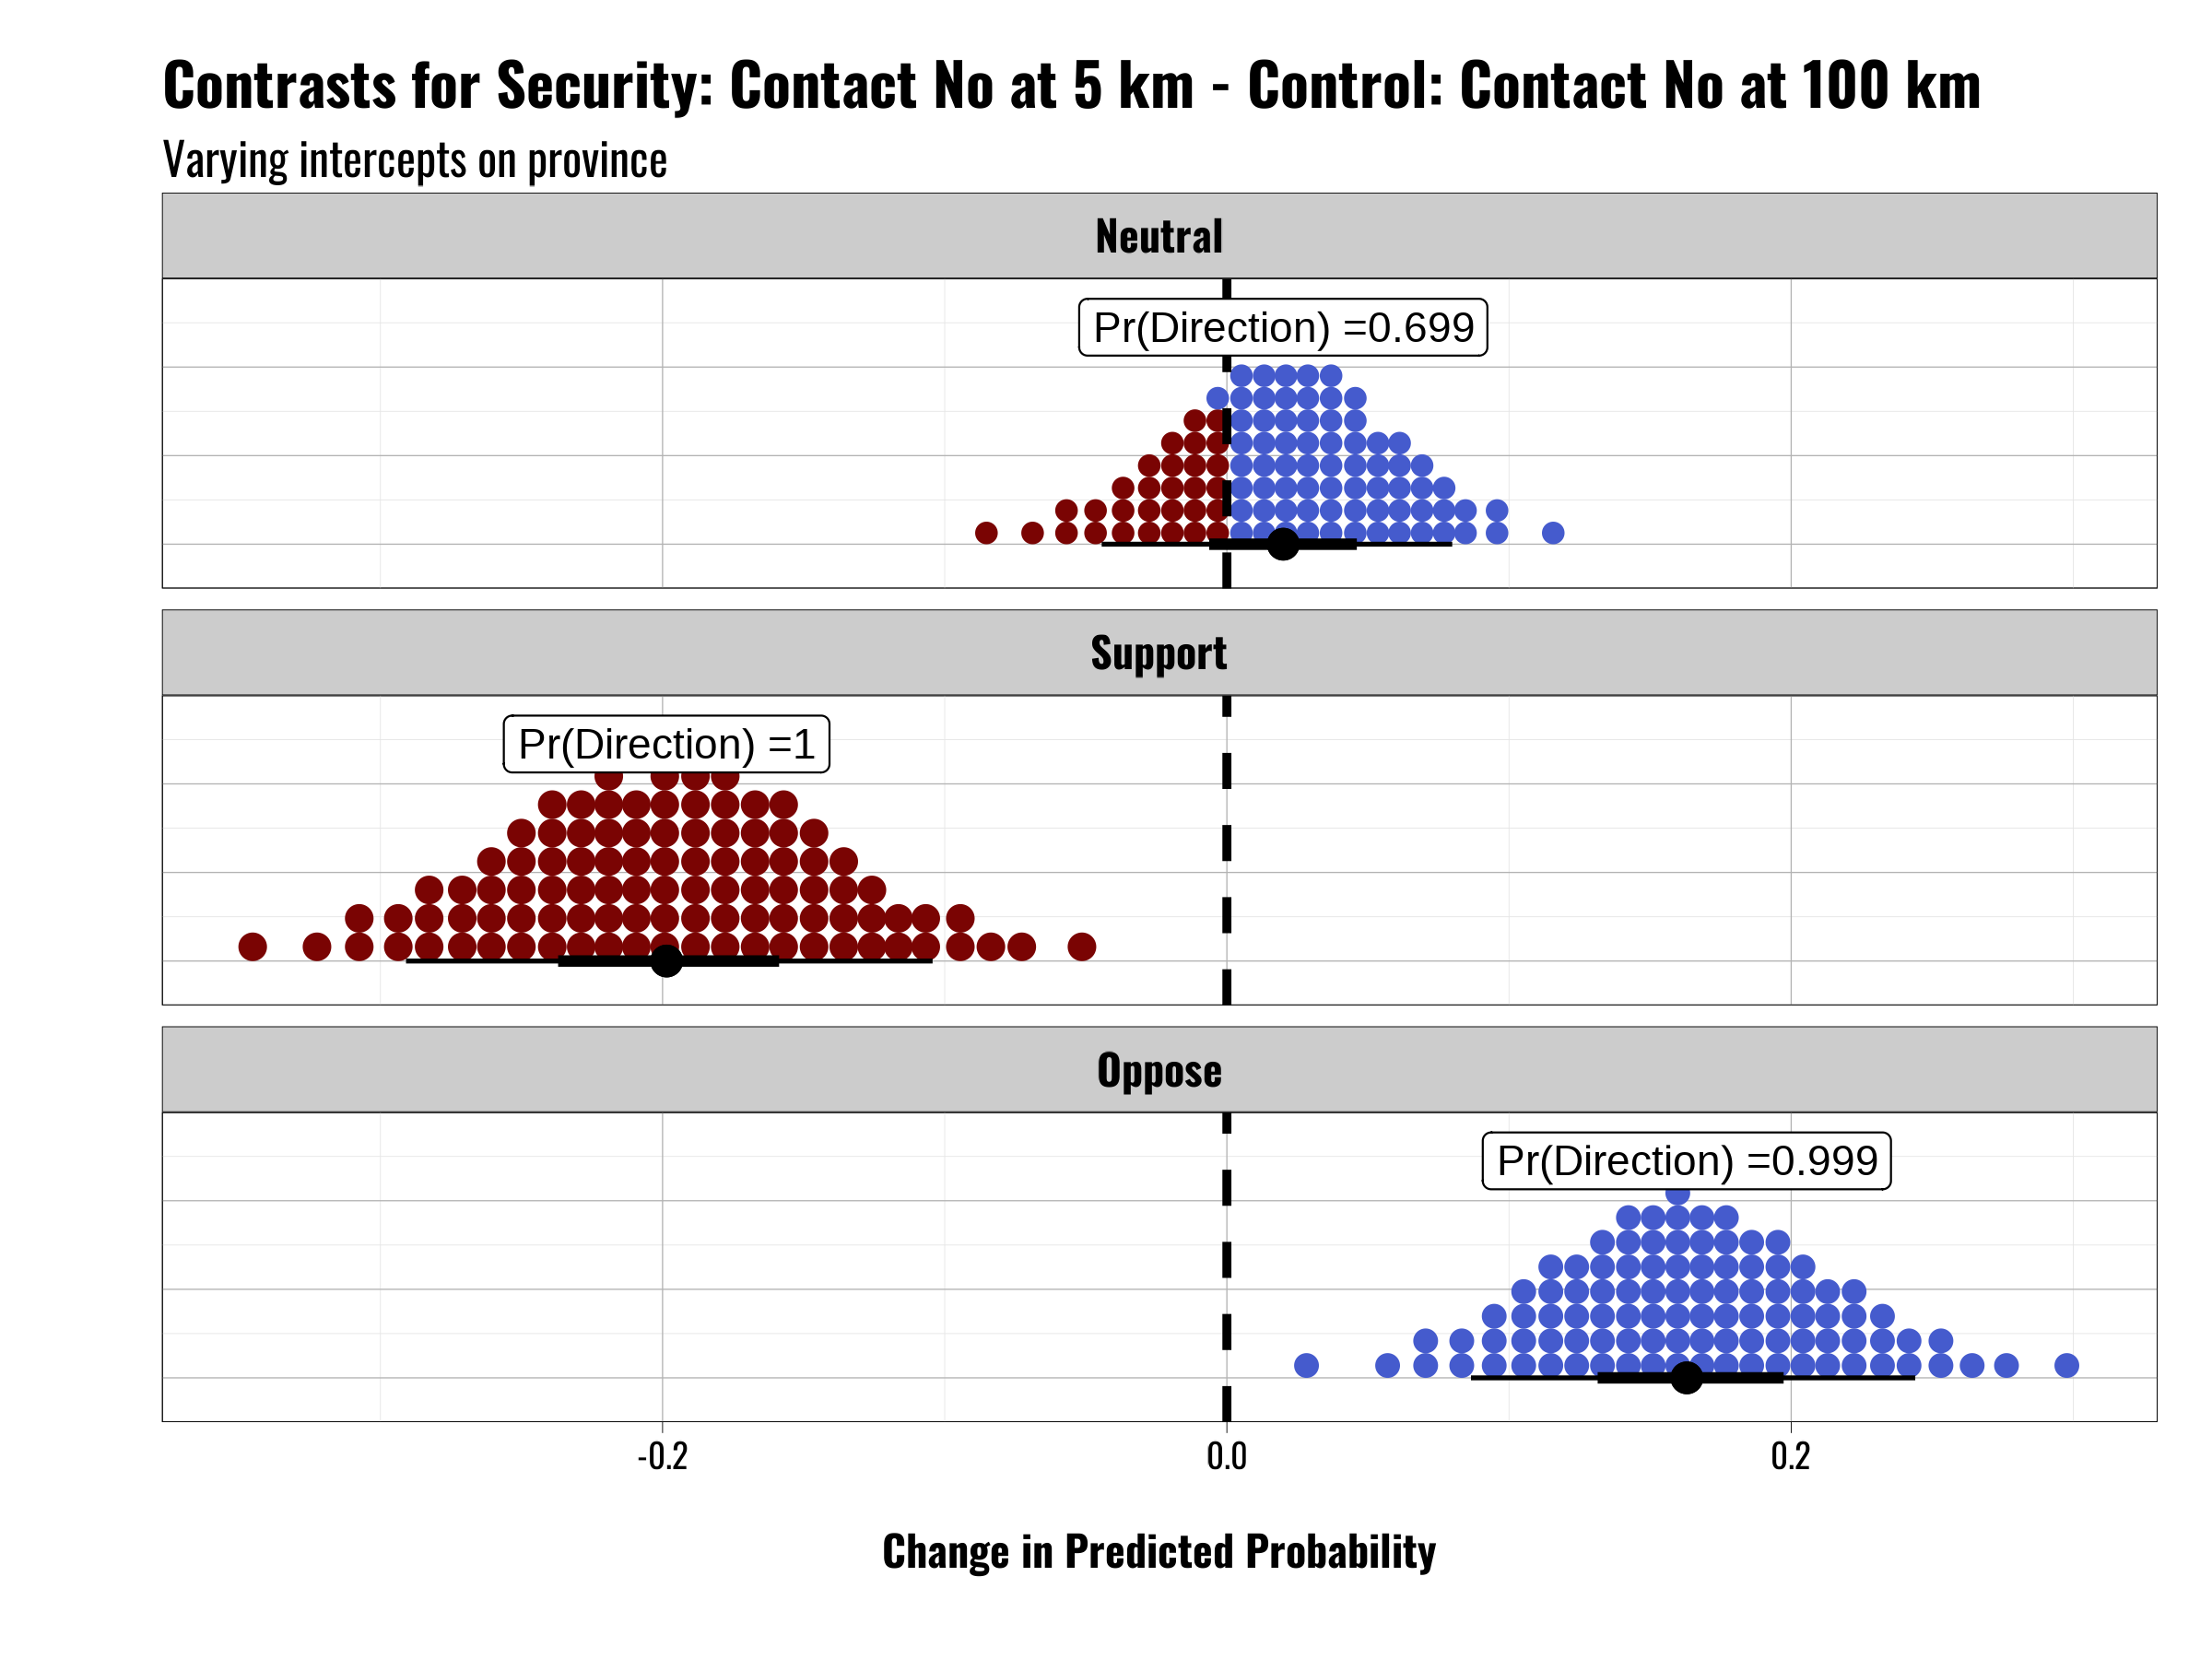 Contrasts for Security: Contact No at 5 km - Control: Contact No at 100 km
Varying intercepts on province
Neutral
Pr(Direction) =0.699
Support
Pr(Direction) =1
Oppose
Pr(Direction) =0.999
-0.2 0.0 0.2
Change in Predicted Probability